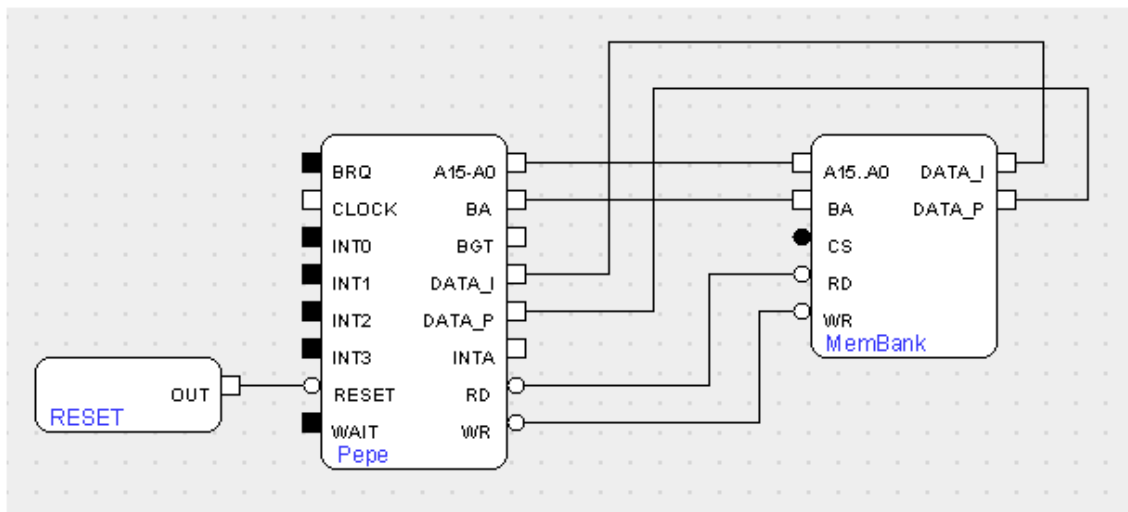 OUT
RESET
BRQ A15-A0
CLOCK BA
INT0 BGT
INT1 DATA_I
INT2 DATA_P
INT3 INTA
RESET RD
WAIT WR
Pepe
A15..A0 DATA_I
BA DATA_P
CS
RD
WR
MemBank